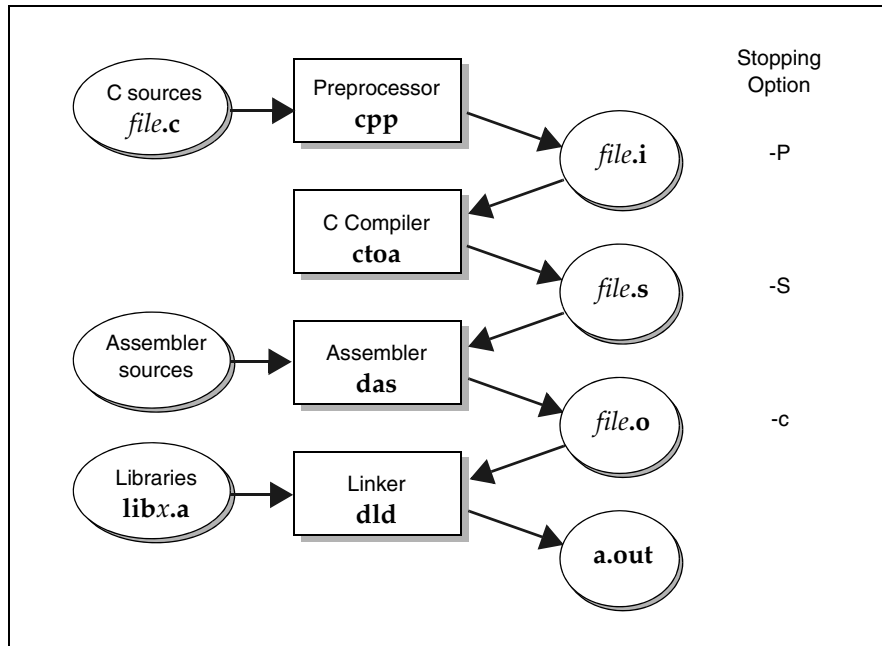 Stopping
Option
C sources
file.c
Preprocessor
cpp
file.i
-P
C Compiler
ctoa
file.s
-S
Assembler
sources
Assembler
das
file.o
-c
Libraries
libx.a
Linker
dld
a.out